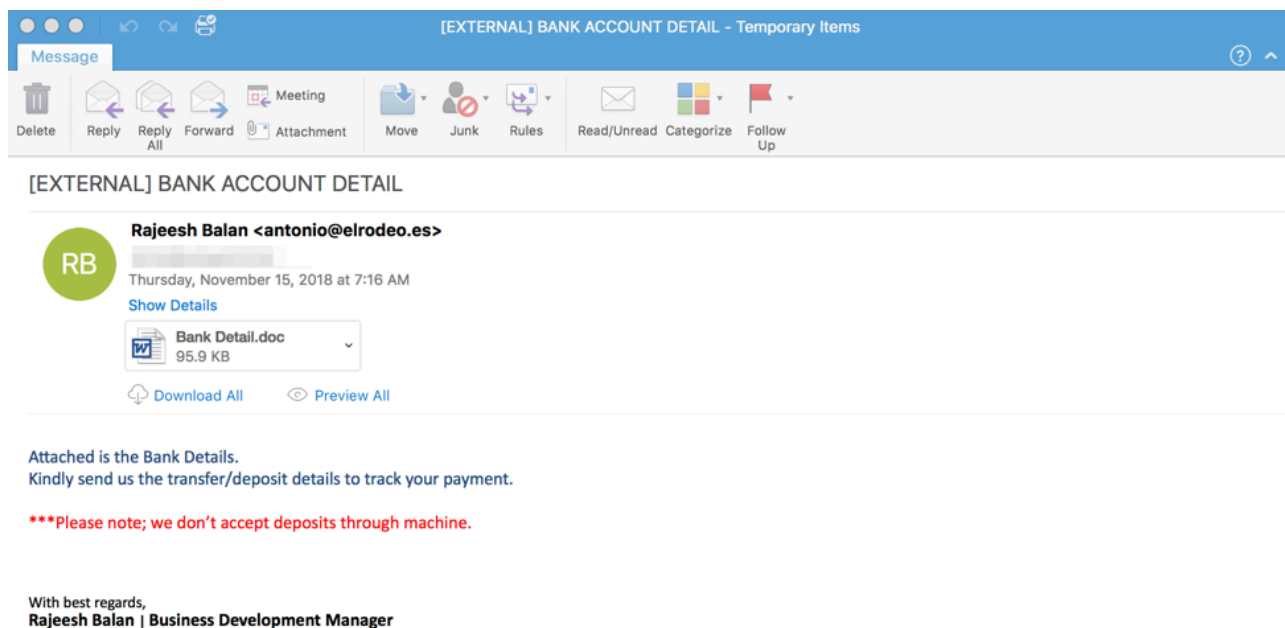 [EXTERNAL] BANK ACCOUNT DETAIL - Temporary Items
Message
?
Delete
Reply
Reply All
Forward
Meeting
Attachment
Move
Junk
Rules
Read/Unread
Categorize
Follow Up
[EXTERNAL] BANK ACCOUNT DETAIL
RB
Rajeesh Balan <antonio@elrodeo.es>
Thursday, November 15, 2018 at 7:16 AM
Show Details
W
Bank Detail.doc
95.9 KB
Download All
Preview All
Attached is the Bank Details.
Kindly send us the transfer/deposit details to track your payment.
***Please note; we don't accept deposits through machine.
With best regards,
Rajeesh Balan | Business Development Manager